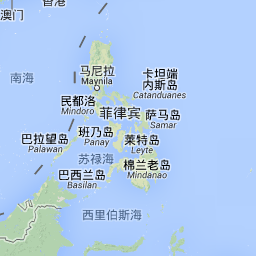 澳门
南海
马尼拉
Maynila
卡坦端
内斯岛
Catanduanes
民都洛
Mindoro
菲律宾
萨马岛
Samar
班乃岛
Panay
莱特岛
Leyte
巴拉望岛
Palawan
苏禄海
棉兰老岛
Mindanao
巴西兰岛
Basilan
西里伯斯海